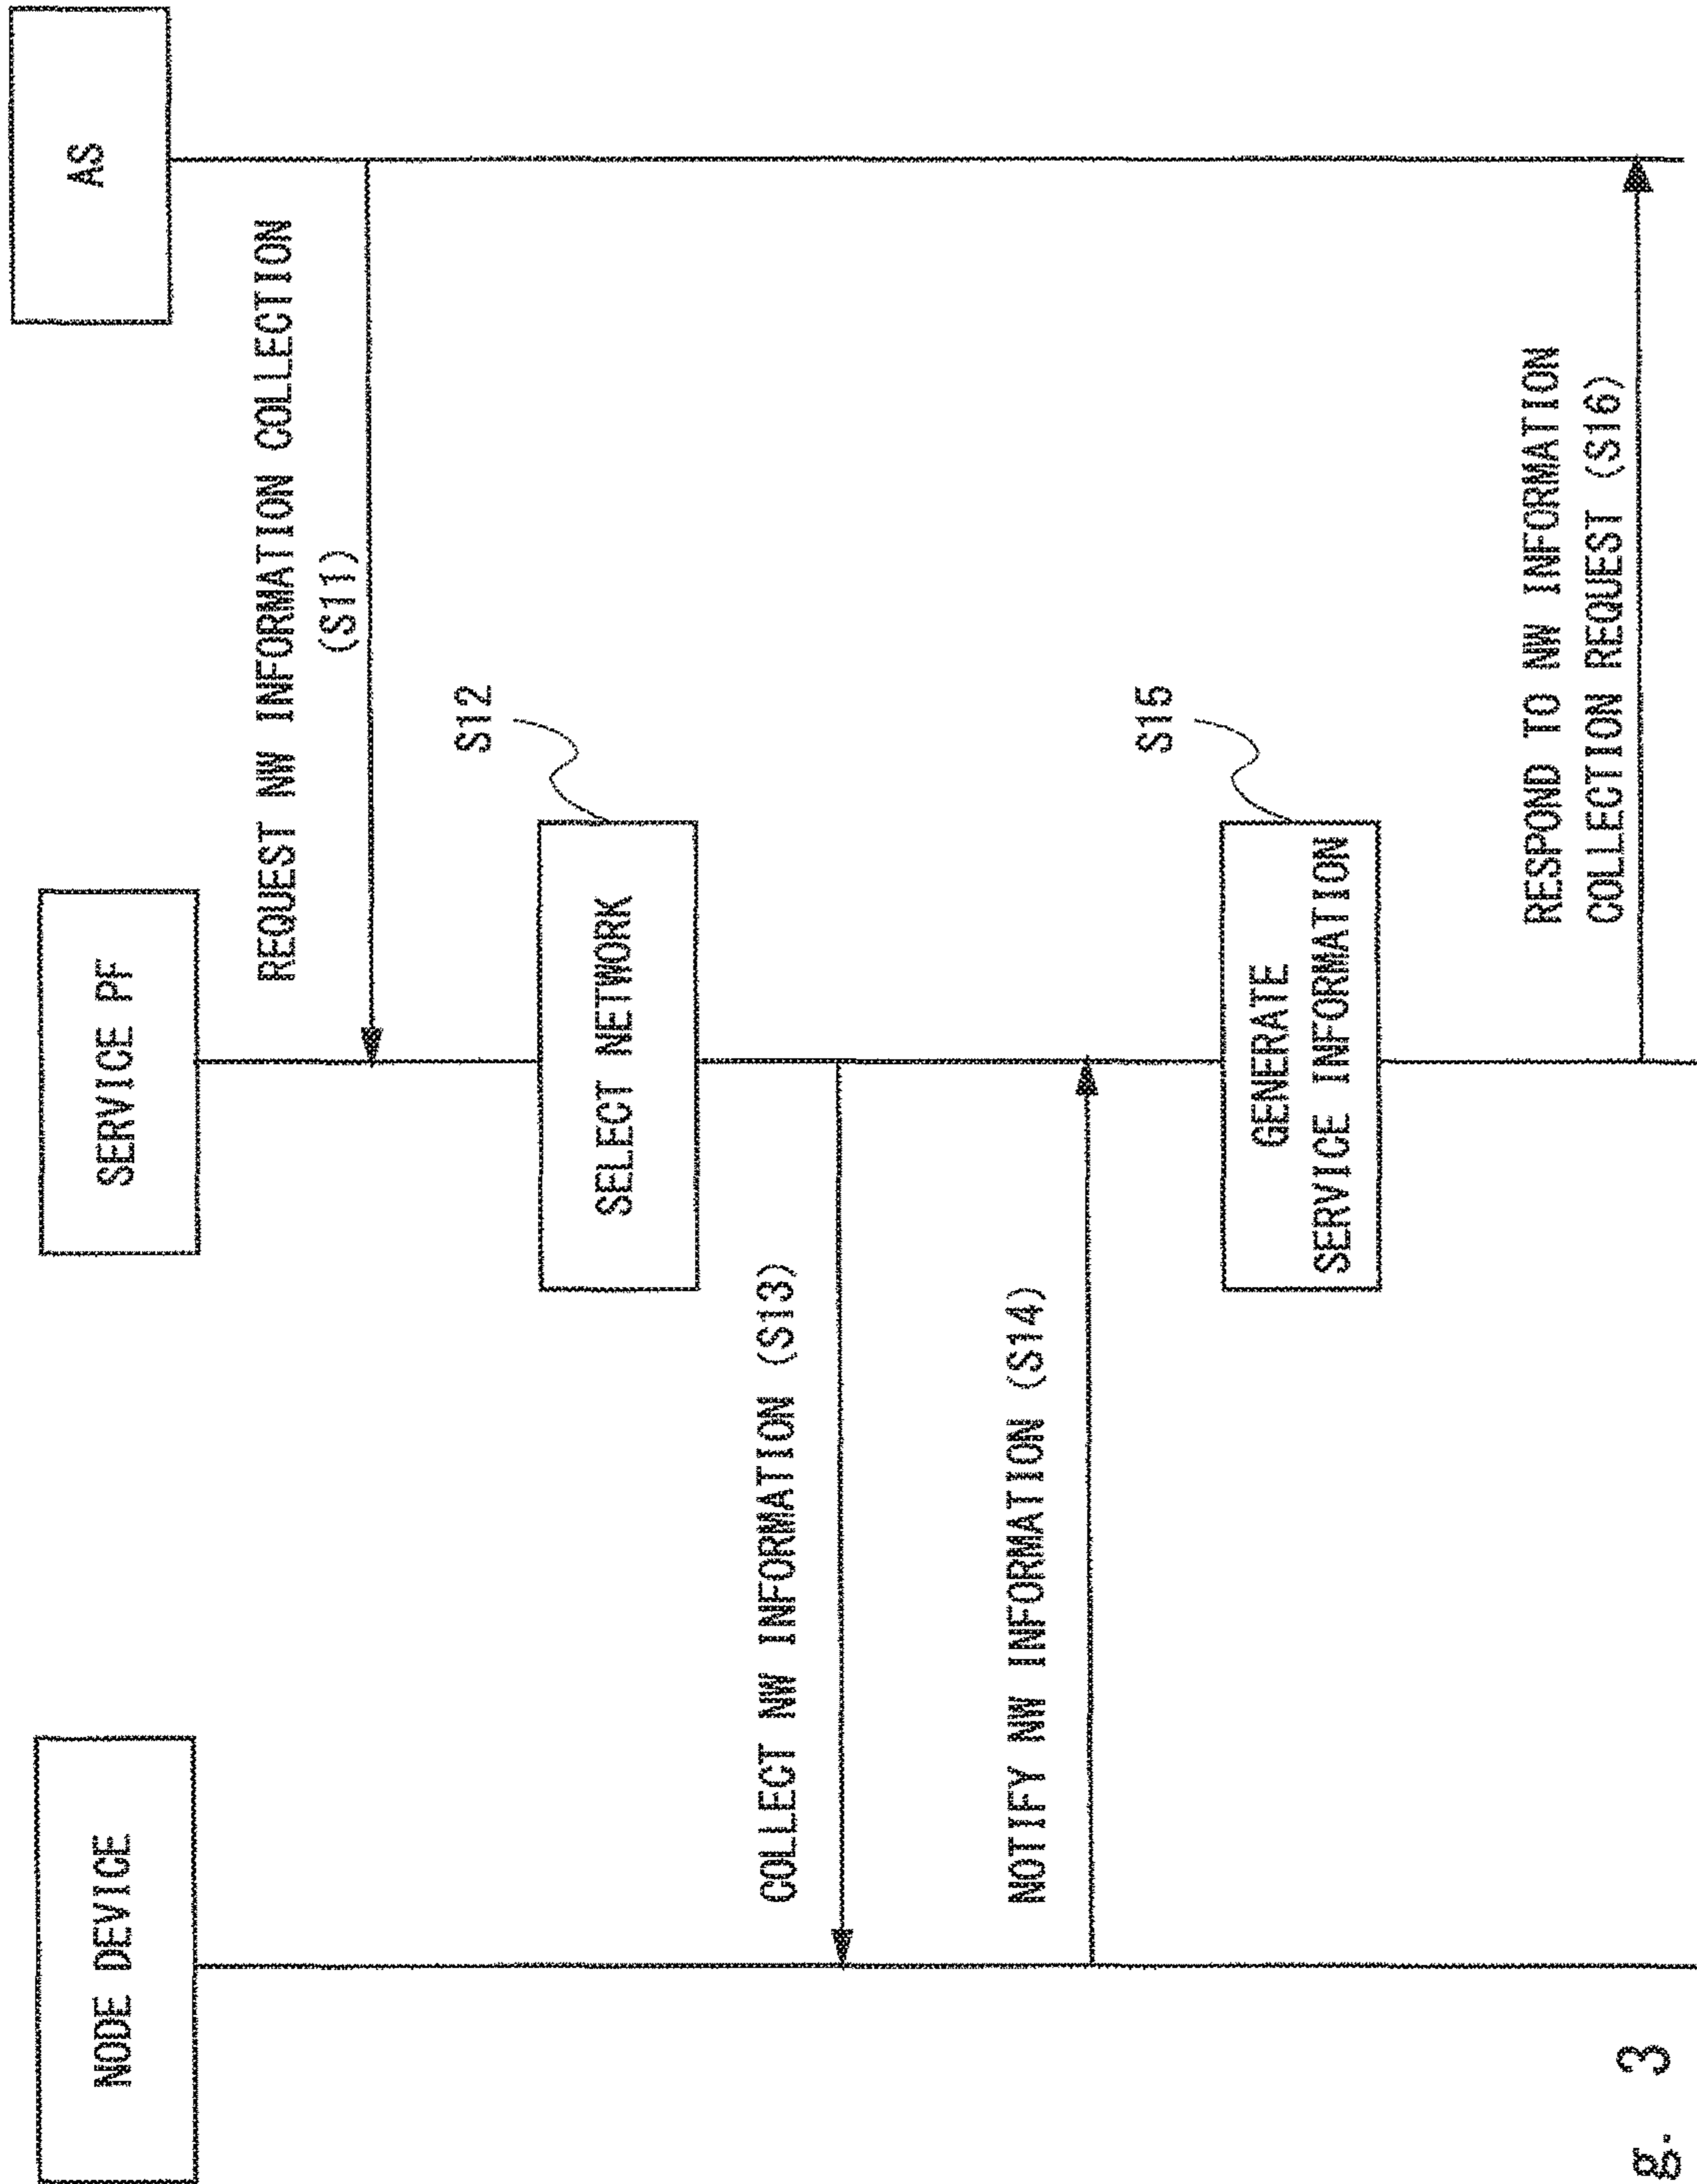 NODE DEVICE
SERVICE PF
AS
REQUEST NW INFORMATION COLLECTION
(S11)
S12
SELECT NETWORK
COLLECT NW INFORMATION (S13)
NOTIFY NW INFORMATION (S14)
S15
GENERATE
SERVICE INFORMATION
RESPOND TO NW INFORMATION
COLLECTION REQUEST (S16)
g. 3